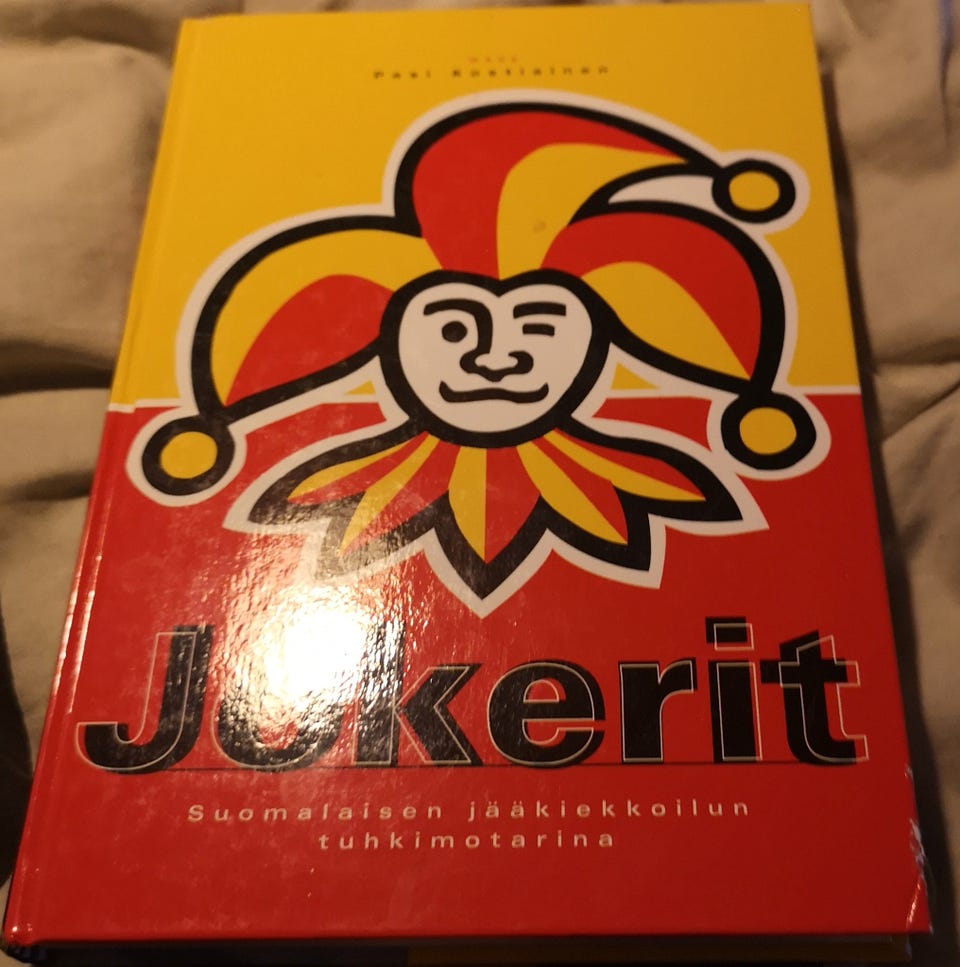 Pasi Kostiainen
Jokerit
Suomalaisen jääkiekkoilun
tuhkimotarina